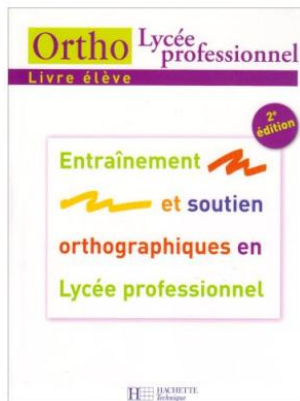 Ortho Lycée professionnel
Livre élève
2e édition
Entraînement
et soutien
orthographiques en
Lycée professionnel
HACHETTE
Technique